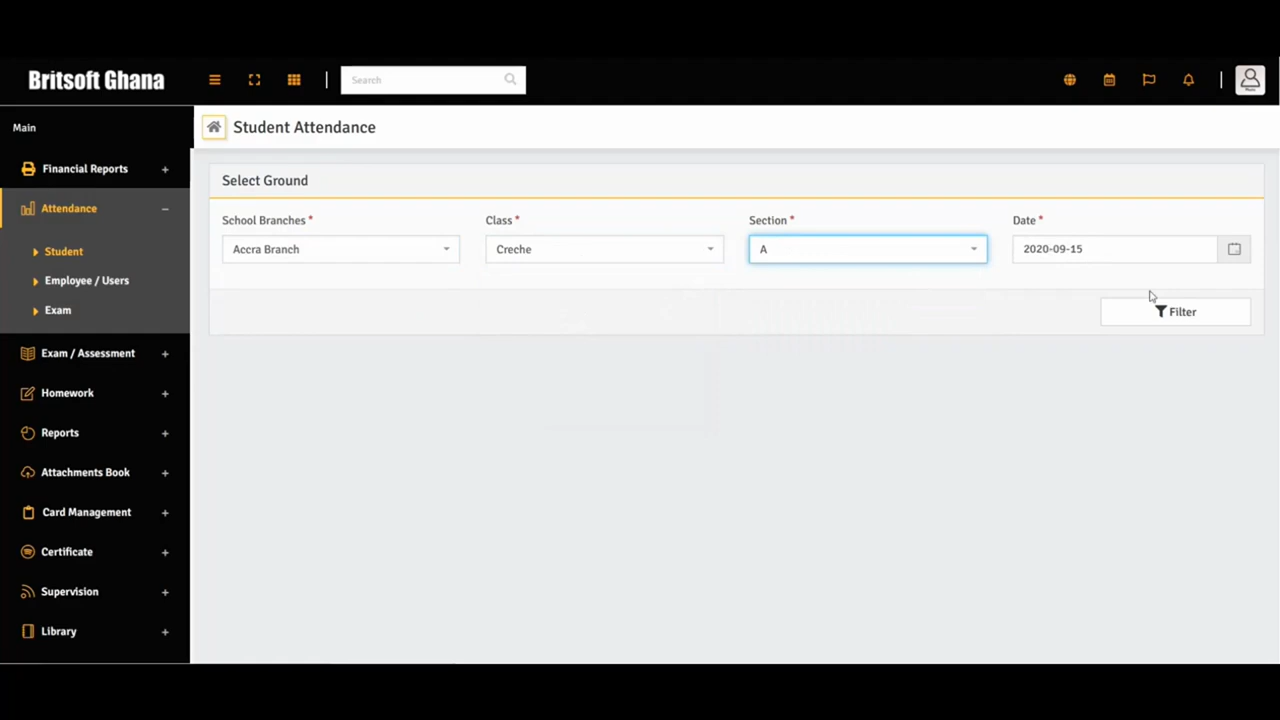 Britsoft Ghana
Search
Main
Student Attendance
Financial Reports +
Attendance −
Student
Employee / Users
Exam
Exam / Assessment +
Homework +
Reports +
Attachments Book +
Card Management +
Certificate +
Supervision +
Library +
Select Ground
School Branches * Class * Section * Date *
Accra Branch Creche A 2020-09-15
Filter